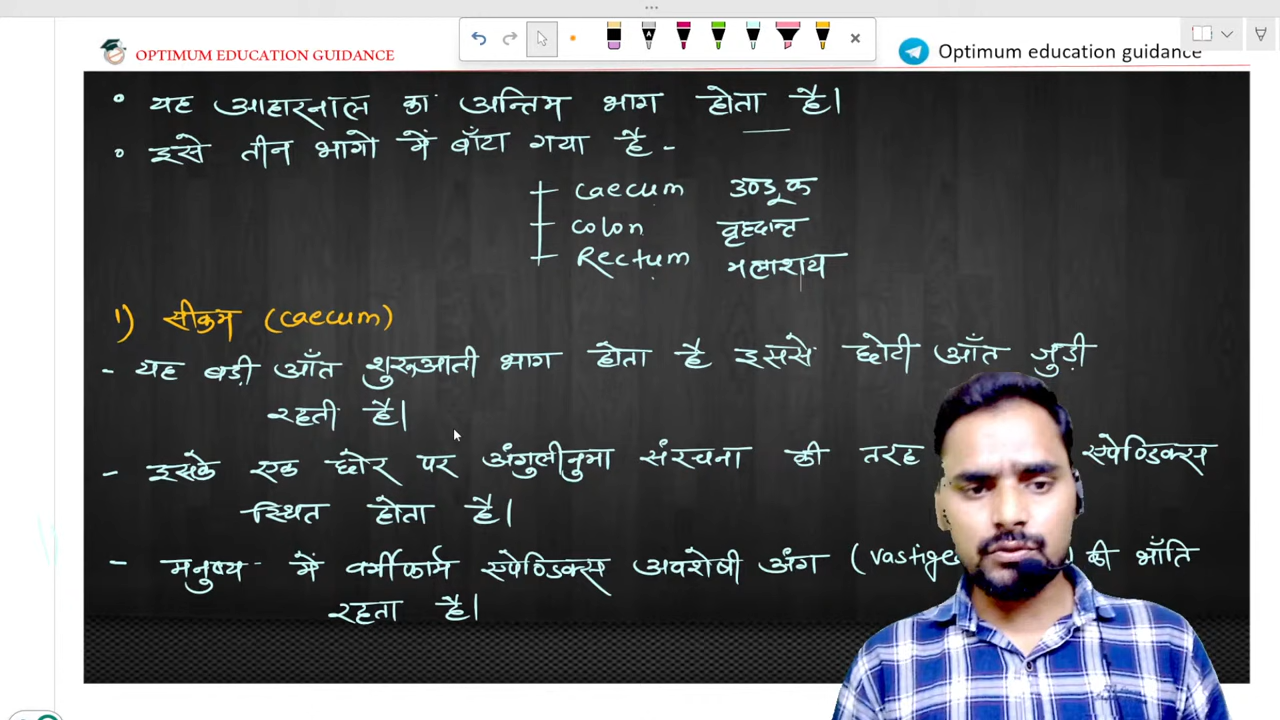 OPTIMUM EDUCATION GUIDANCE
Optimum education guidance
यह आहारनाल का अन्तिम भाग होता है।
इसे तीन भागो में बाँटा गया है -
Caecum उण्डूक
Colon वृहदान्त्र
Rectum मलाशय
1) सीकम (Caecum)
- यह बड़ी आँत शुरुआती भाग होता है इससे छोटी आँत जुड़ी
रहती है।
- इसके एक छोर पर अंगुलीनुमा संरचना की तरह एपेण्डिक्स
स्थित होता है।
- मनुष्य में वर्मीफार्म एपेण्डिक्स अवशेषी अंग ( की भाँति
रहता है।